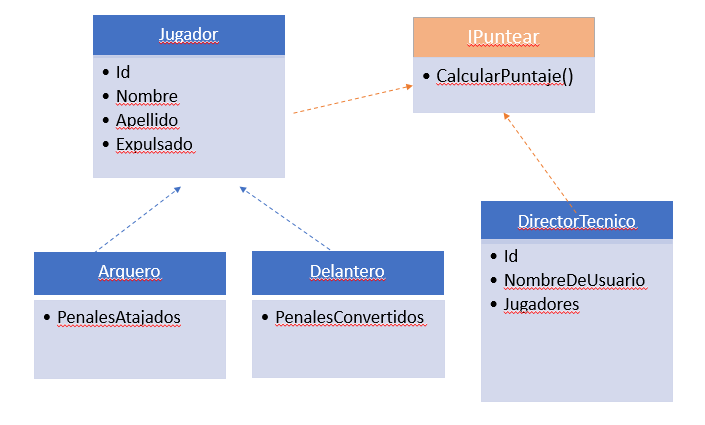 Jugador
• Id
• Nombre
• Apellido
• Expulsado
IPuntear
• CalcularPuntaje()
Arquero
• PenalesAtajados
Delantero
• PenalesConvertidos
DirectorTecnico
• Id
• NombreDeUsuario
• Jugadores